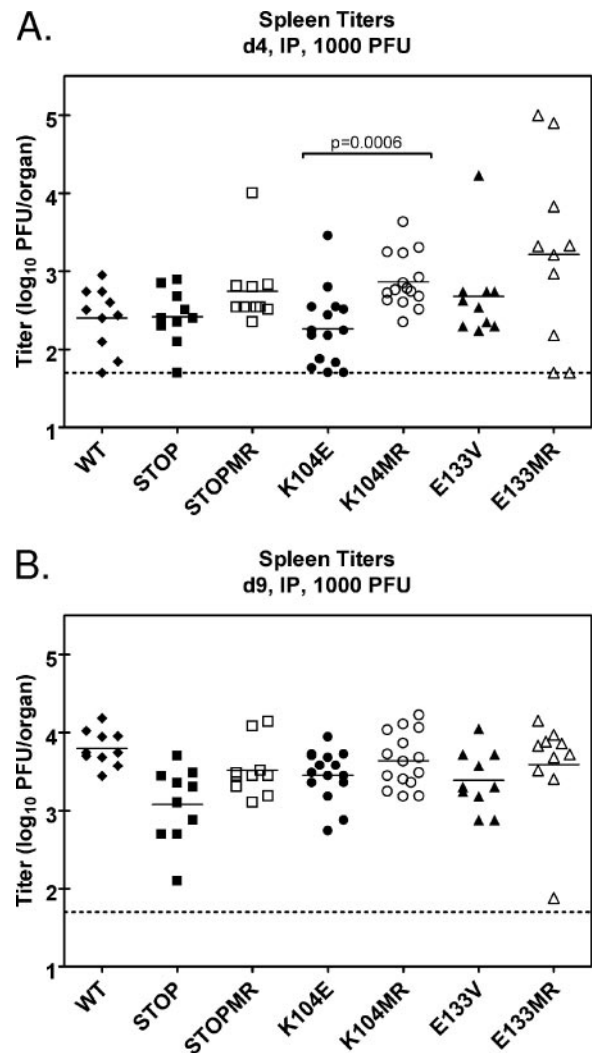 A.
Spleen Titers
d4, IP, 1000 PFU
Titer (log10 PFU/organ)
5
4
3
2
1
p=0.0006
WT
STOP
STOPMR
K104E
K104MR
E133V
E133MR
B.
Spleen Titers
d9, IP, 1000 PFU
Titer (log10 PFU/organ)
5
4
3
2
1
WT
STOP
STOPMR
K104E
K104MR
E133V
E133MR